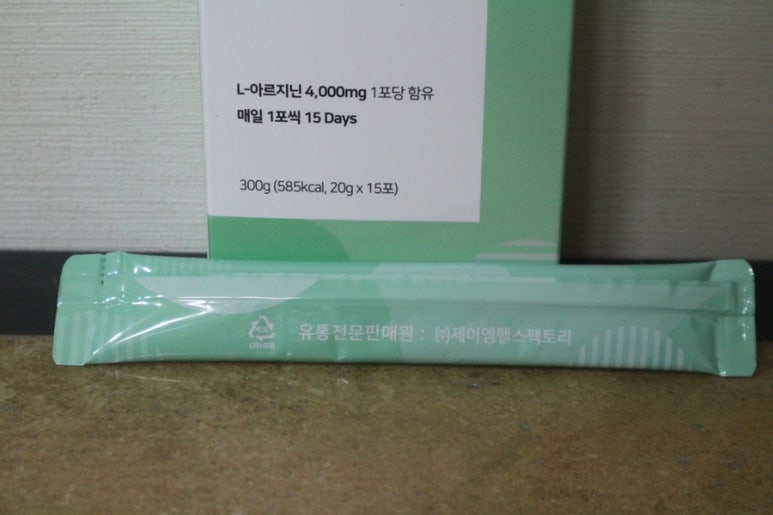 L-아르지닌 4,000mg 1포당 함유
매일 1포씩 15 Days
300g (585kcal, 20g x 15포)
OTHER
유통전문판매원 : ㈜제이엠헬스팩토리